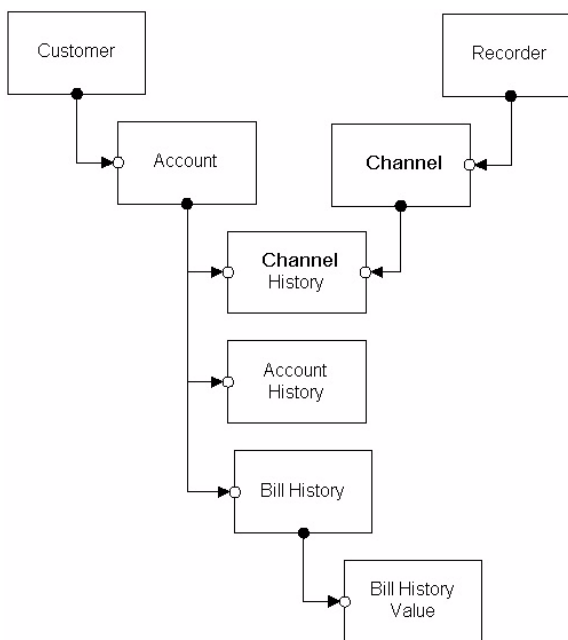 Customer
Recorder
Account
Channel
Channel
History
Account
History
Bill History
Bill History
Value